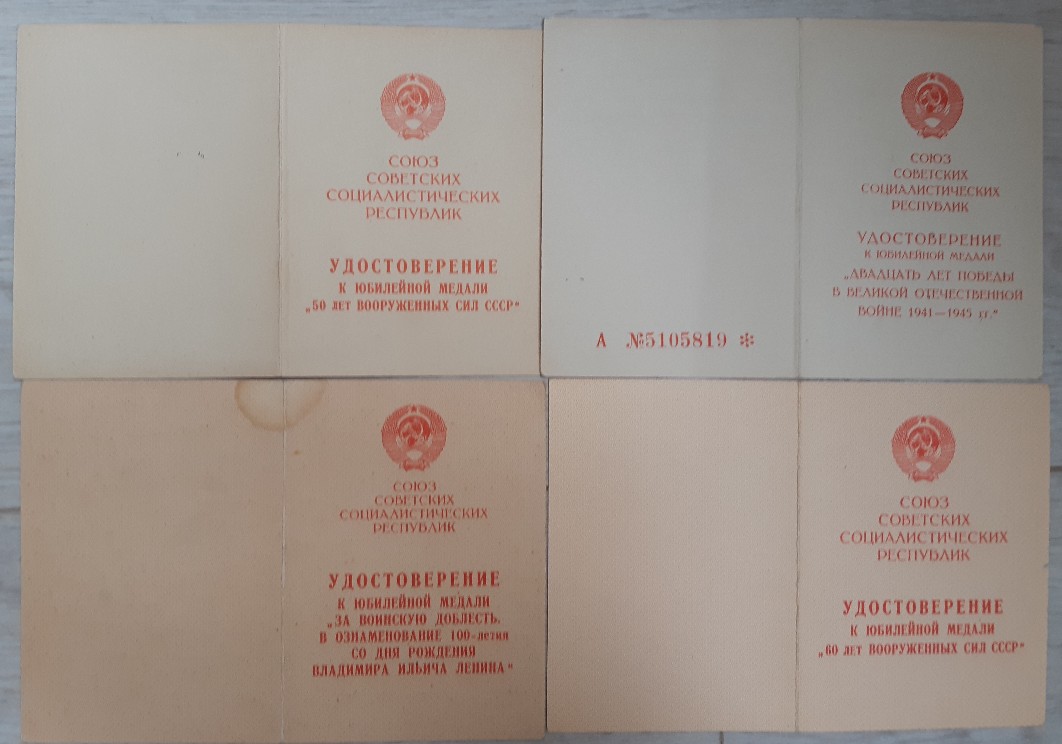 СОЮЗ
СОВЕТСКИХ
СОЦИАЛИСТИЧЕСКИХ
РЕСПУБЛИК
УДОСТОВЕРЕНИЕ
К ЮБИЛЕЙНОЙ МЕДАЛИ
„50 ЛЕТ ВООРУЖЕННЫХ СИЛ СССР"
СОЮЗ
СОВЕТСКИХ
СОЦИАЛИСТИЧЕСКИХ
РЕСПУБЛИК
УДОСТОВЕРЕНИЕ
К ЮБИЛЕЙНОЙ МЕДАЛИ
„ДВАДЦАТЬ ЛЕТ ПОБЕДЫ
В ВЕЛИКОЙ ОТЕЧЕСТВЕННОЙ
ВОЙНЕ 1941—1945 гг."
А №5105819 *
СОЮЗ
СОВЕТСКИХ
СОЦИАЛИСТИЧЕСКИХ
РЕСПУБЛИК
УДОСТОВЕРЕНИЕ
К ЮБИЛЕЙНОЙ МЕДАЛИ
„ЗА ВОИНСКУЮ ДОБЛЕСТЬ.
В ОЗНАМЕНОВАНИЕ 100-летия
СО ДНЯ РОЖДЕНИЯ
ВЛАДИМИРА ИЛЬИЧА ЛЕНИНА"
СОЮЗ
СОВЕТСКИХ
СОЦИАЛИСТИЧЕСКИХ
РЕСПУБЛИК
УДОСТОВЕРЕНИЕ
К ЮБИЛЕЙНОЙ МЕДАЛИ
„60 ЛЕТ ВООРУЖЕННЫХ СИЛ СССР"